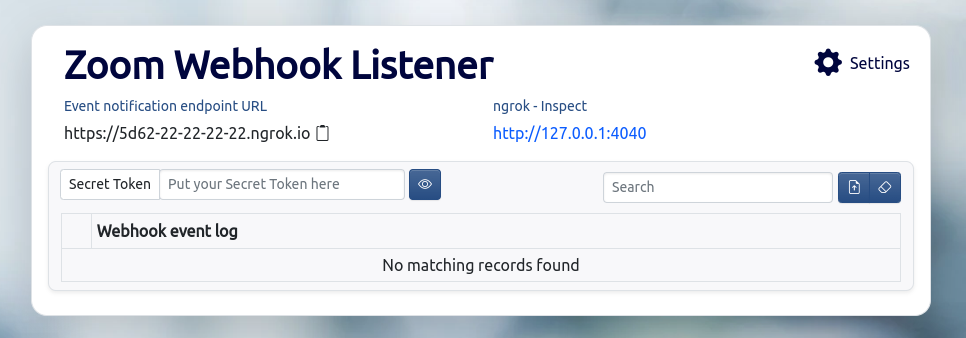 Zoom Webhook Listener
Settings
Event notification endpoint URL
ngrok - Inspect
https://5d62-22-22-22-22.ngrok.io
http://127.0.0.1:4040
Secret Token
Put your Secret Token here
Search
Webhook event log
No matching records found